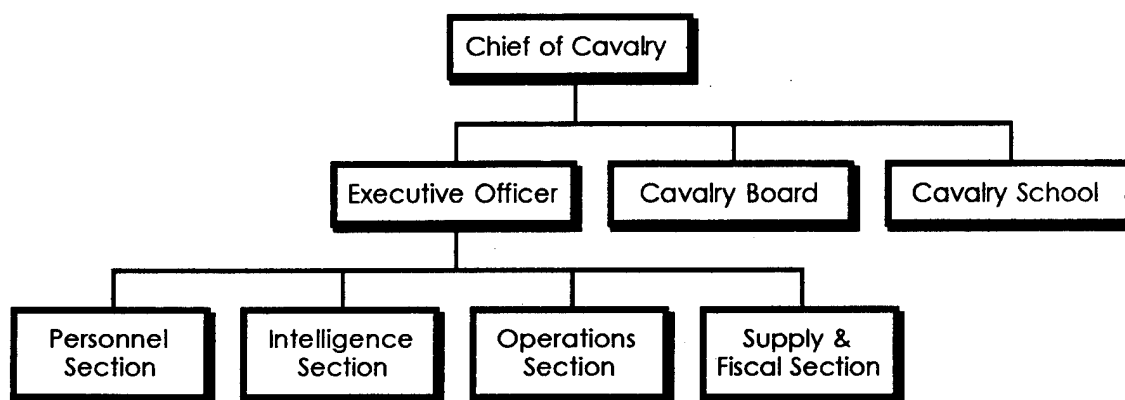 Chief of Cavalry
Executive Officer
Cavalry Board
Cavalry School
Personnel
Section
Intelligence
Section
Operations
Section
Supply &
Fiscal Section